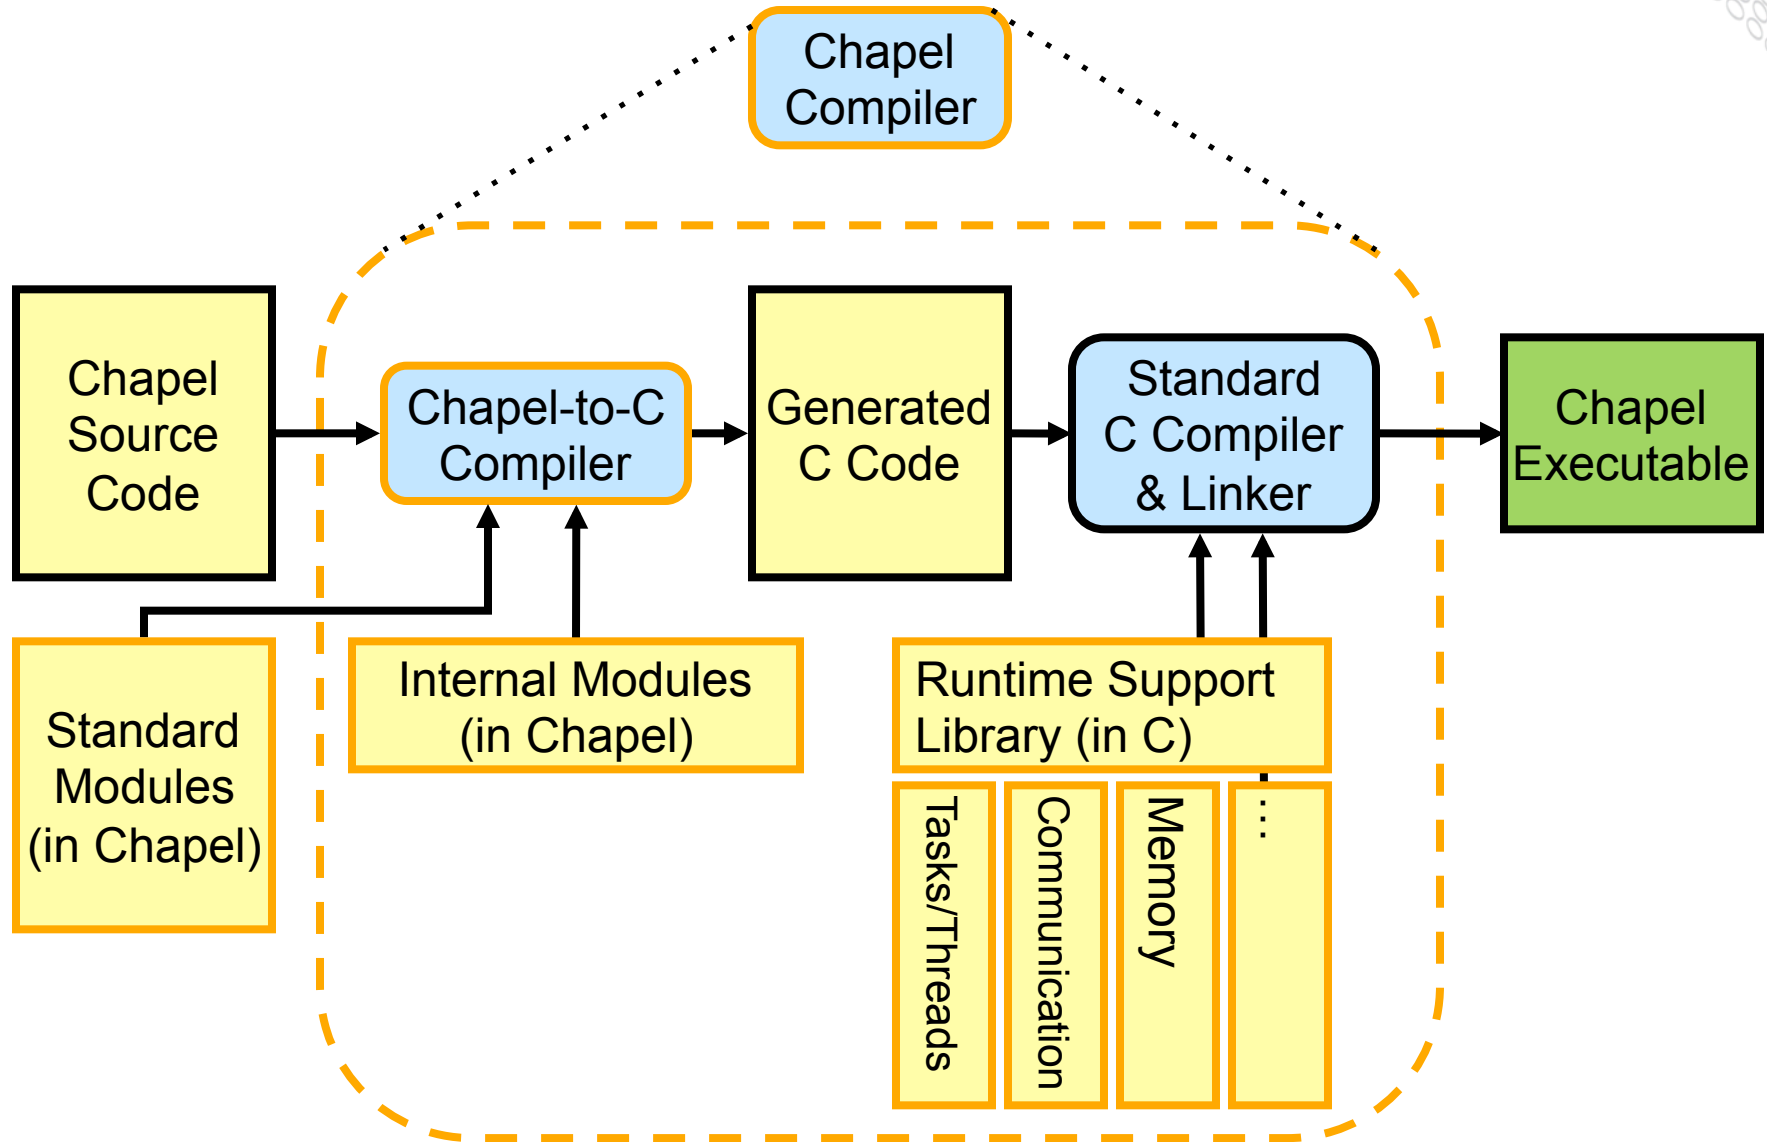 Chapel
Compiler
Chapel
Source
Code
Chapel-to-C
Compiler
Generated
C Code
Standard
C Compiler
& Linker
Chapel
Executable
Standard
Modules
(in Chapel)
Internal Modules
(in Chapel)
Runtime Support
Library (in C)
Tasks/Threads
Communication
Memory
...